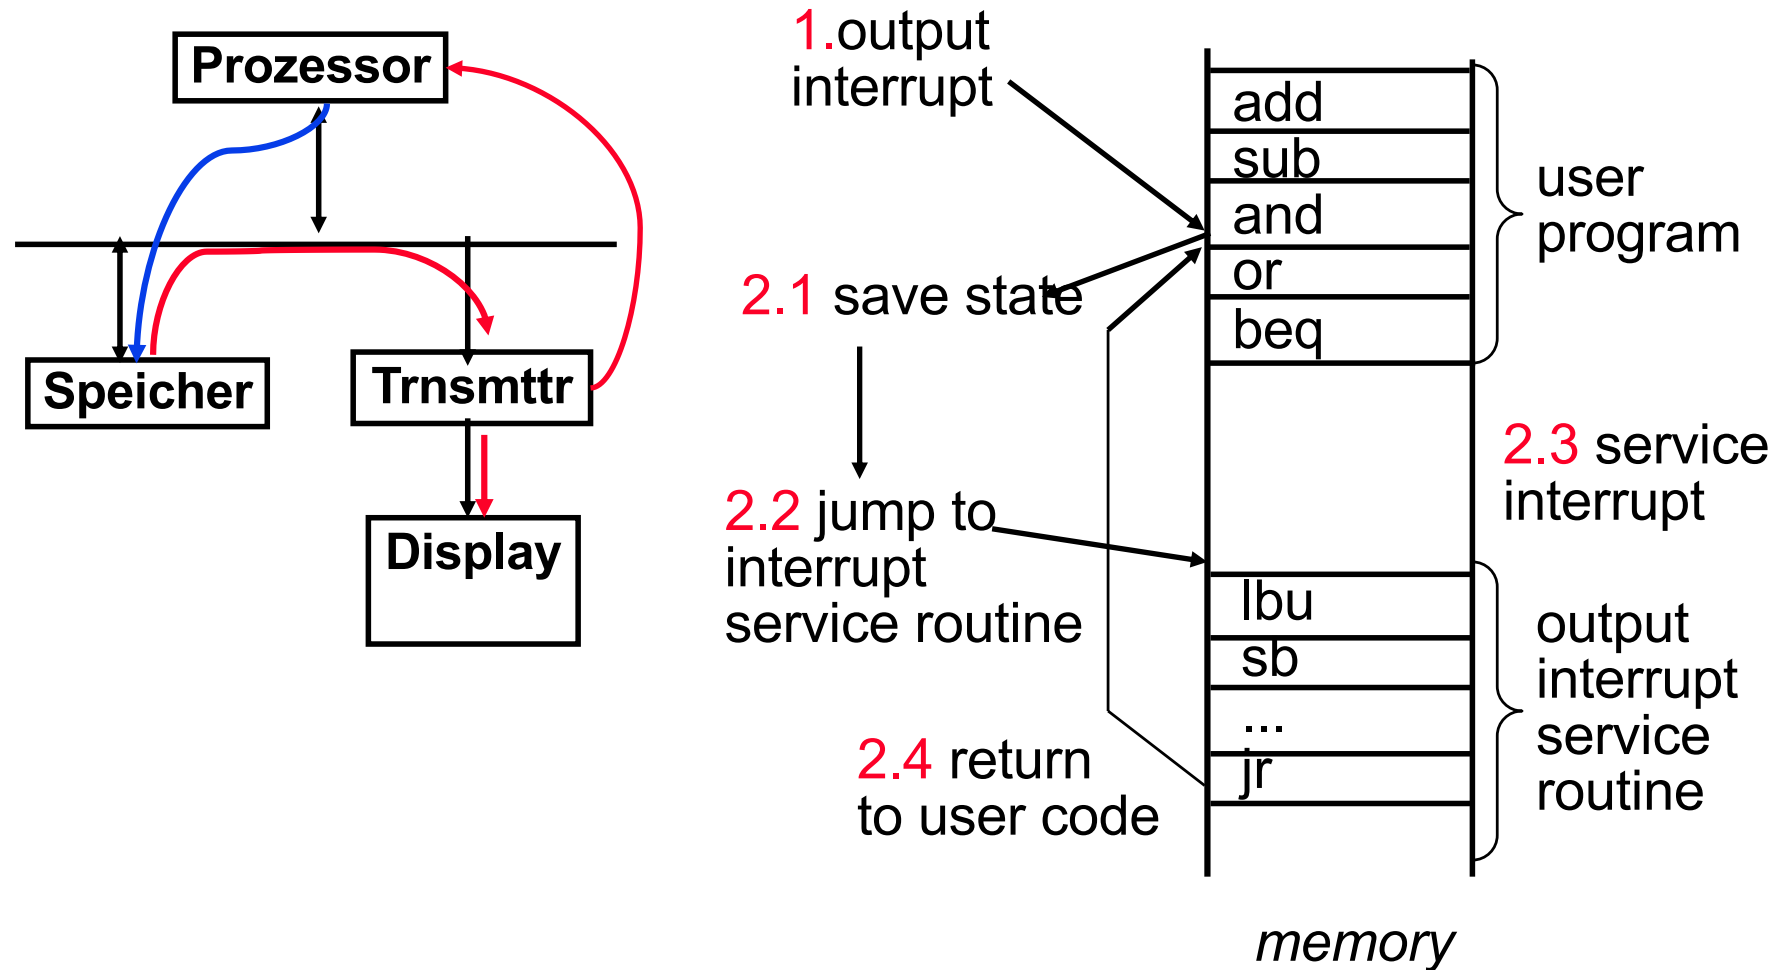 Prozessor
Speicher
Trnsmttr
Display
1.output
interrupt
2.1 save state
2.2 jump to
interrupt
service routine
2.4 return
to user code
add
sub
and
or
beq
lbu
sb
...
jr
user
program
2.3 service
interrupt
output
interrupt
service
routine
memory